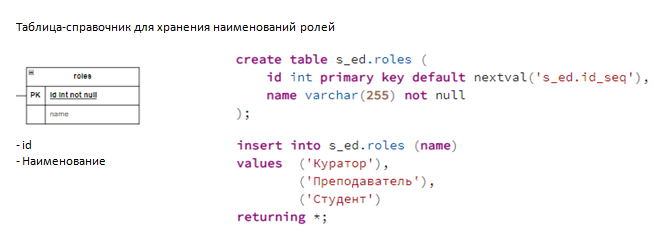 Таблица-справочник для хранения наименований ролей
roles
PK id int not null
name
- id
- Наименование
create table s_ed.roles (
id int primary key default nextval('s_ed.id_seq'),
name varchar(255) not null
);
insert into s_ed.roles (name)
values ('Куратор'),
('Преподаватель'),
('Студент')
returning *;